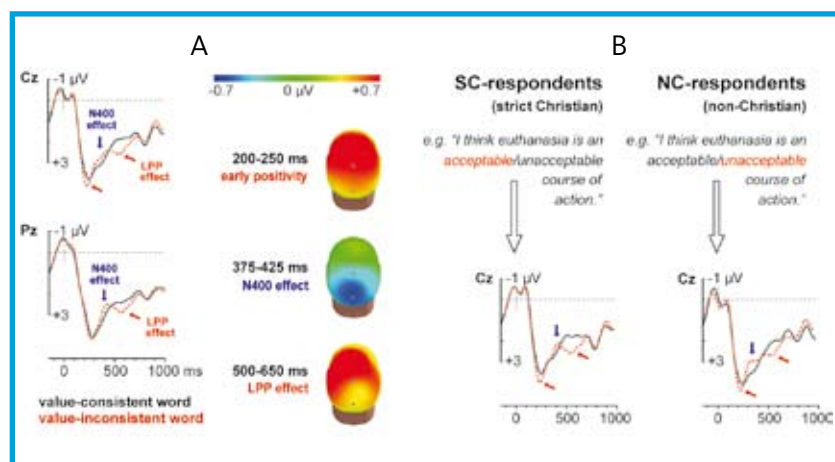 A
Cz
-1 µV
N400
effect
+3
LPP
effect
Pz
-1 µV
N400
effect
+3
LPP
effect
0
500
1000 ms
value-consistent word
value-inconsistent word
-0.7
0 µV
+0.7
200-250 ms
early positivity
375-425 ms
N400 effect
500-650 ms
LPP effect
B
SC-respondents
(strict Christian)
e.g. "I think euthanasia is an
acceptable/unacceptable
course of
action."
Cz
-1 µV
+3
0
500
1000
NC-respondents
(non-Christian)
e.g. "I think euthanasia is an
acceptable/unacceptable
course of
action."
Cz
-1 µV
+3
0
500
1000